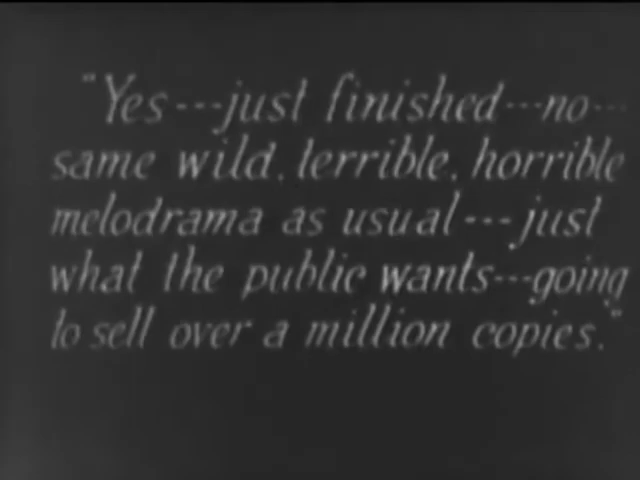 "Yes---just finished---no---
same wild, terrible, horrible
melodrama as usual---just
what the public wants---going
to sell over a million copies."